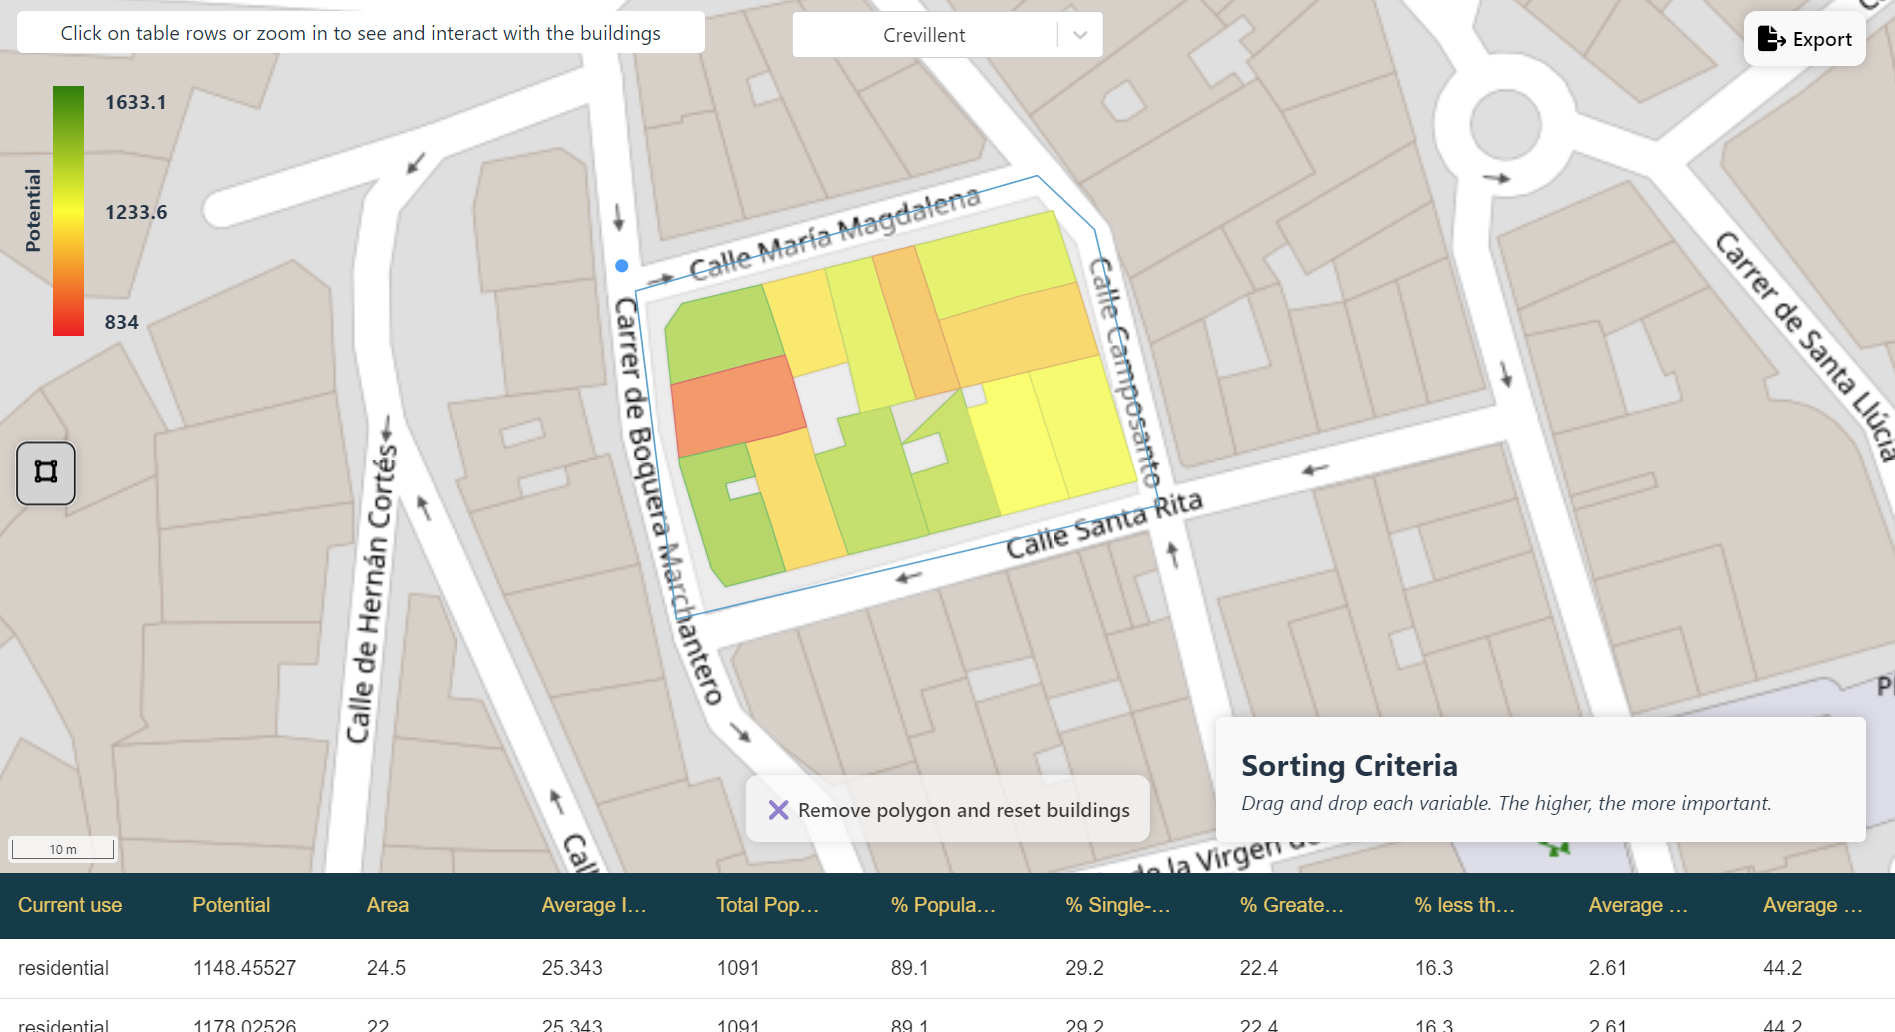 Click on table rows or zoom in to see and interact with the buildings
Crevillent
Export
Potential
1633.1
1233.6
834
Calle María Magdalena
Calle Camposanto
Carrer de Boquera Marchantero
Calle Santa Rita
Calle de Hernán Cortés
Carrer de Santa Llúcia
Call
de la Virgen de
Sorting Criteria
Drag and drop each variable. The higher, the more important.
Remove polygon and reset buildings
10 m
Current use Potential Area Average I... Total Pop... % Popula... % Single-... % Greate... % less th... Average ... Average ...
residential 1148.45527 24.5 25.343 1091 89.1 29.2 22.4 16.3 2.61 44.2
residential 1178.02526 22 25.343 1091 89.1 29.2 22.4 16.3 2.61 44.2